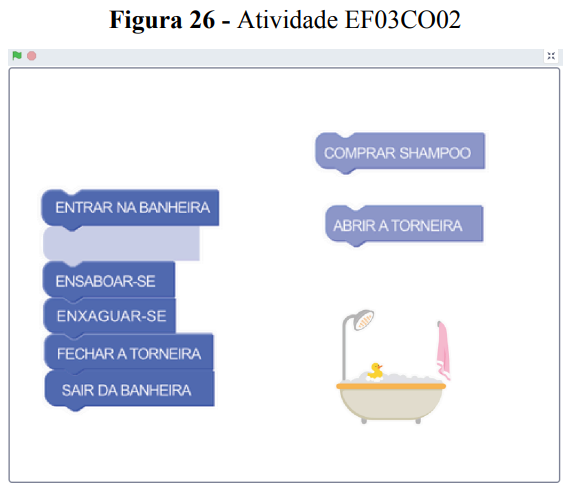 Figura 26 - Atividade EF03CO02
COMPRAR SHAMPOO
ENTRAR NA BANHEIRA
ABRIR A TORNEIRA
ENSABOAR-SE
ENXAGUAR-SE
FECHAR A TORNEIRA
SAIR DA BANHEIRA